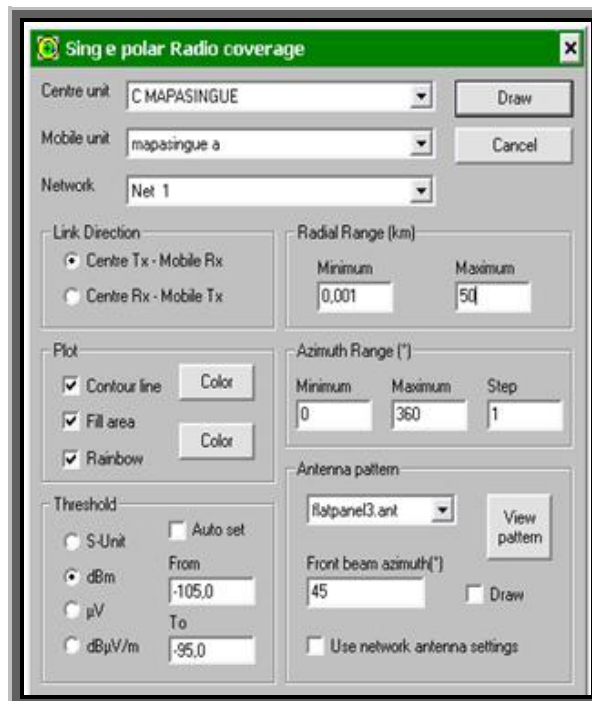 Sing e polar Radio coverage
Centre unit C MAPASINGUE Draw
Mobile unit mapasingue a Cancel
Network Net 1
Link Direction
Centre Tx - Mobile Rx
Centre Rx - Mobile Tx
Radial Range (km)
Minimum Maximum
0,001 50
Plot
Contour line Color
Fill area
Rainbow Color
Azimuth Range (°)
Minimum Maximum Step
0 360 1
Threshold
S-Unit
dBm
µV
dBµV/m
Auto set
From
-105,0
To
-95,0
Antenna pattern
flatpanel3.ant
View pattern
Front beam azimuth(°)
45 Draw
Use network antenna settings